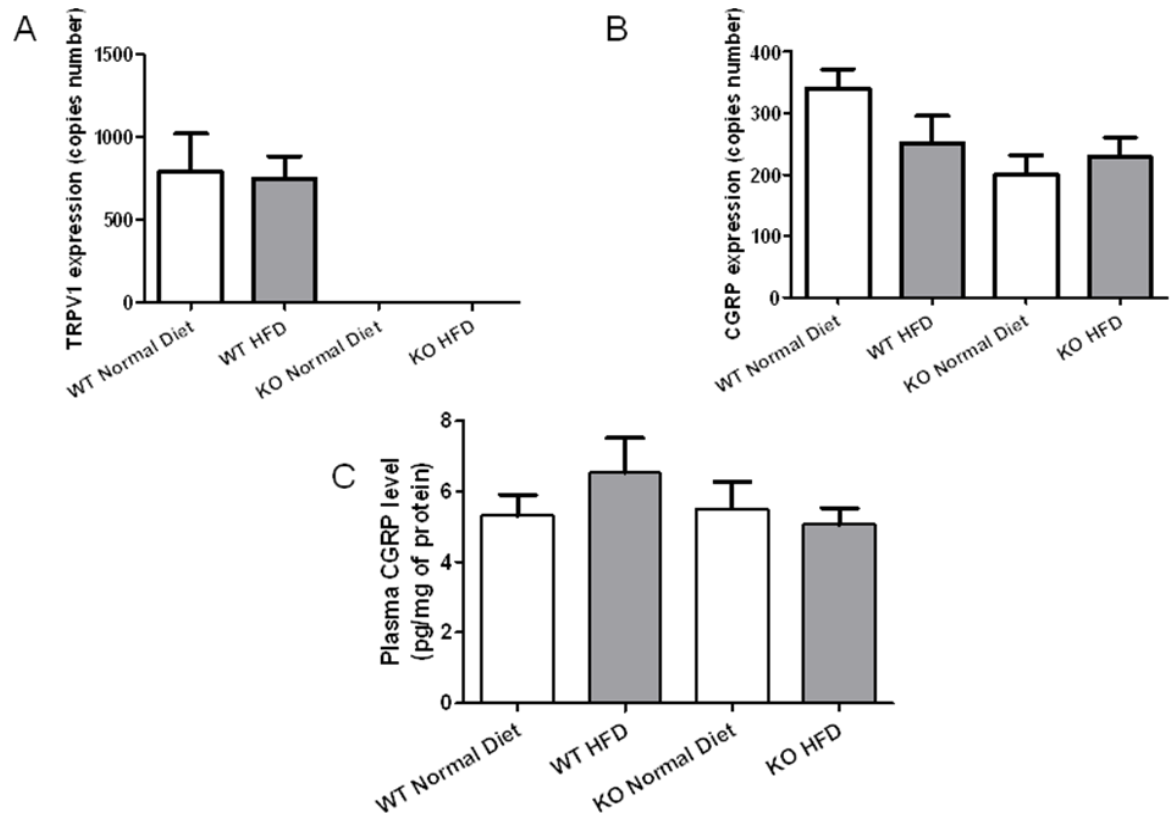 A
TRPV1 expression (copies number)
1500
1000
500
0
WT Normal Diet
WT HFD
KO Normal Diet
KO HFD
B
CGRP expression (copies number)
400
300
200
100
0
WT Normal Diet
WT HFD
KO Normal Diet
KO HFD
C
Plasma CGRP level
(pg/mg of protein)
8
6
4
2
0
WT Normal Diet
WT HFD
KO Normal Diet
KO HFD